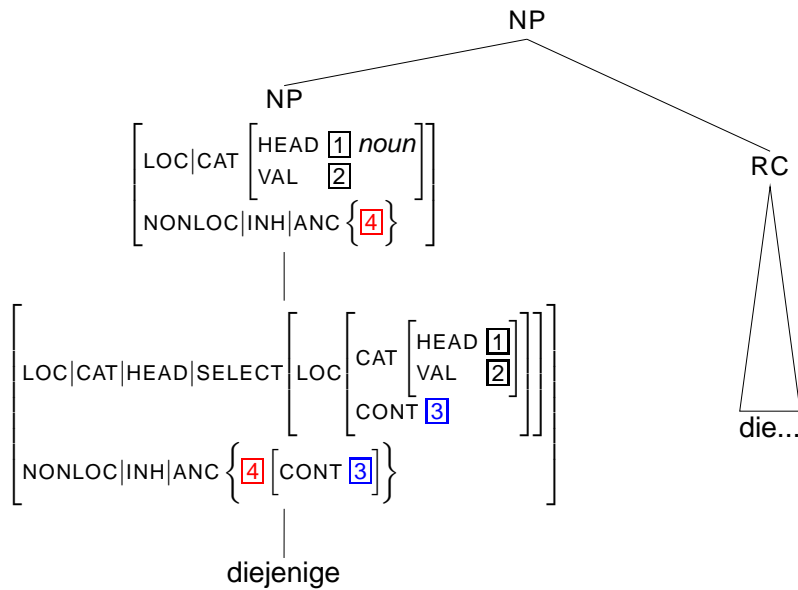 NP
NP
RC
LOC|CAT [HEAD 1 noun
VAL 2]
NONLOC|INH|ANC {4}
LOC|CAT|HEAD|SELECT [LOC [CAT [HEAD 1
VAL 2]
CONT 3]]
NONLOC|INH|ANC {4 [CONT 3]}
die...
diejenige